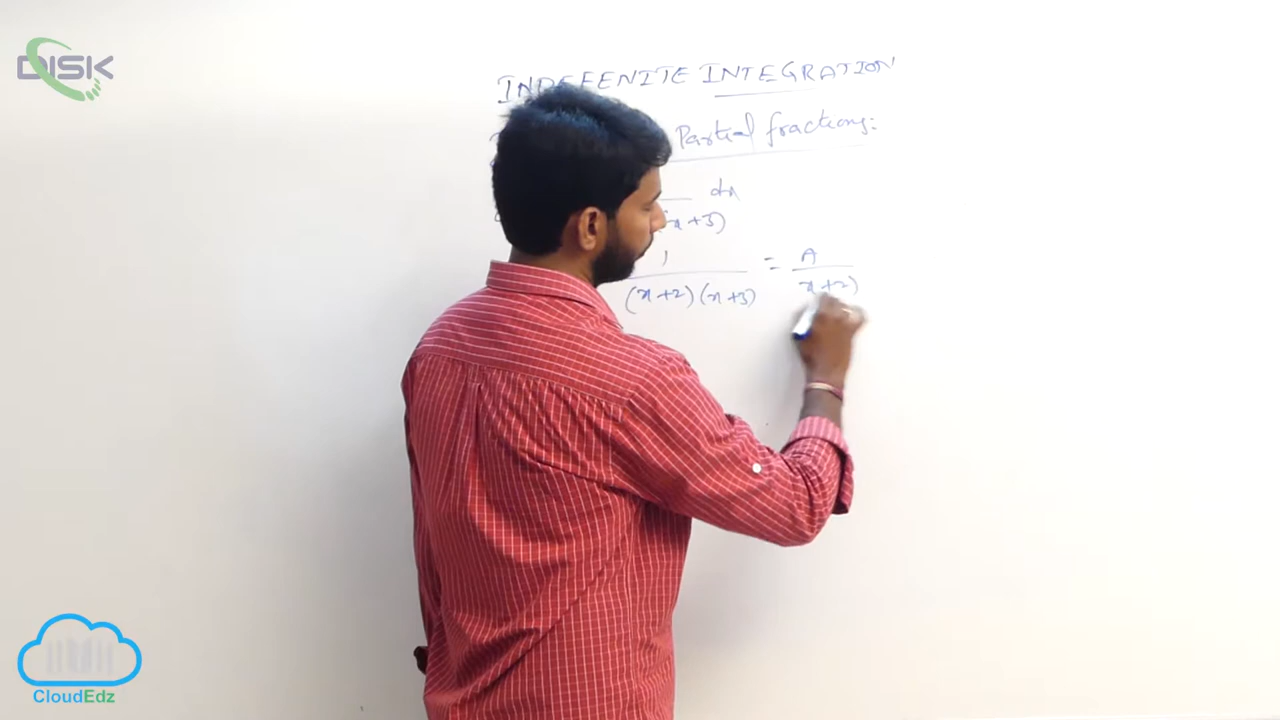 DISK
INDEFENITE INTEGRATION
Partial fractions:
dx
(x+3)
1 = A
(x+2)(x+3) x+2)
CloudEdz